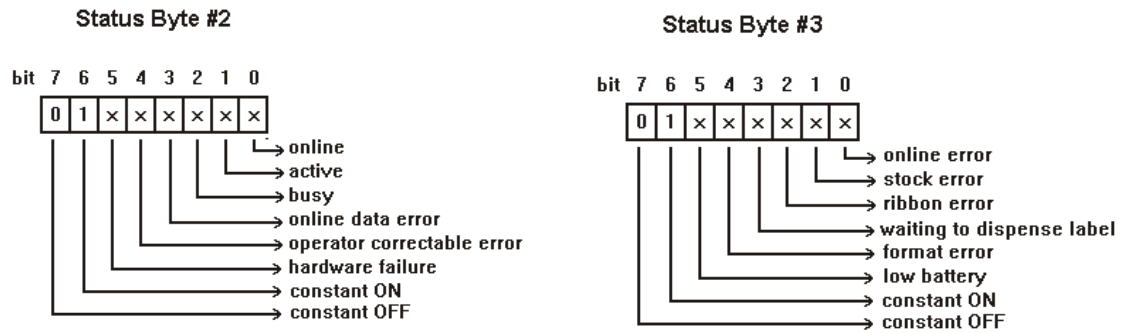 Status Byte #2
bit 7 6 5 4 3 2 1 0
0 1 × × × × × ×
online
active
busy
online data error
operator correctable error
hardware failure
constant ON
constant OFF
Status Byte #3
bit 7 6 5 4 3 2 1 0
0 1 × × × × × ×
online error
stock error
ribbon error
waiting to dispense label
format error
low battery
constant ON
constant OFF